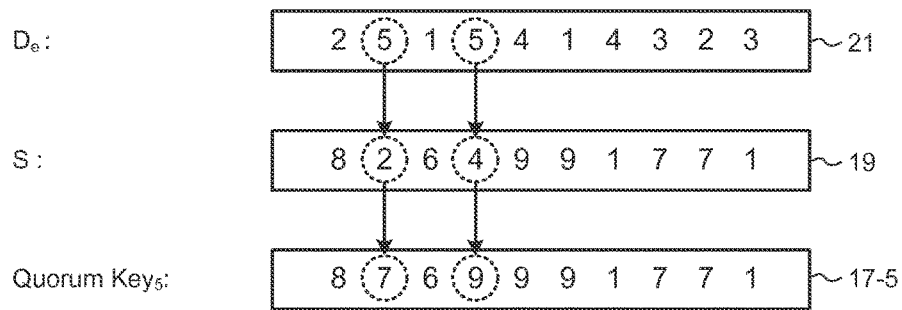 Dₑ: 2 5 1 5 4 1 4 3 2 3 21
S: 8 2 6 4 9 9 1 7 7 1 19
Quorum Key₅: 8 7 6 9 9 9 1 7 7 1 17-5